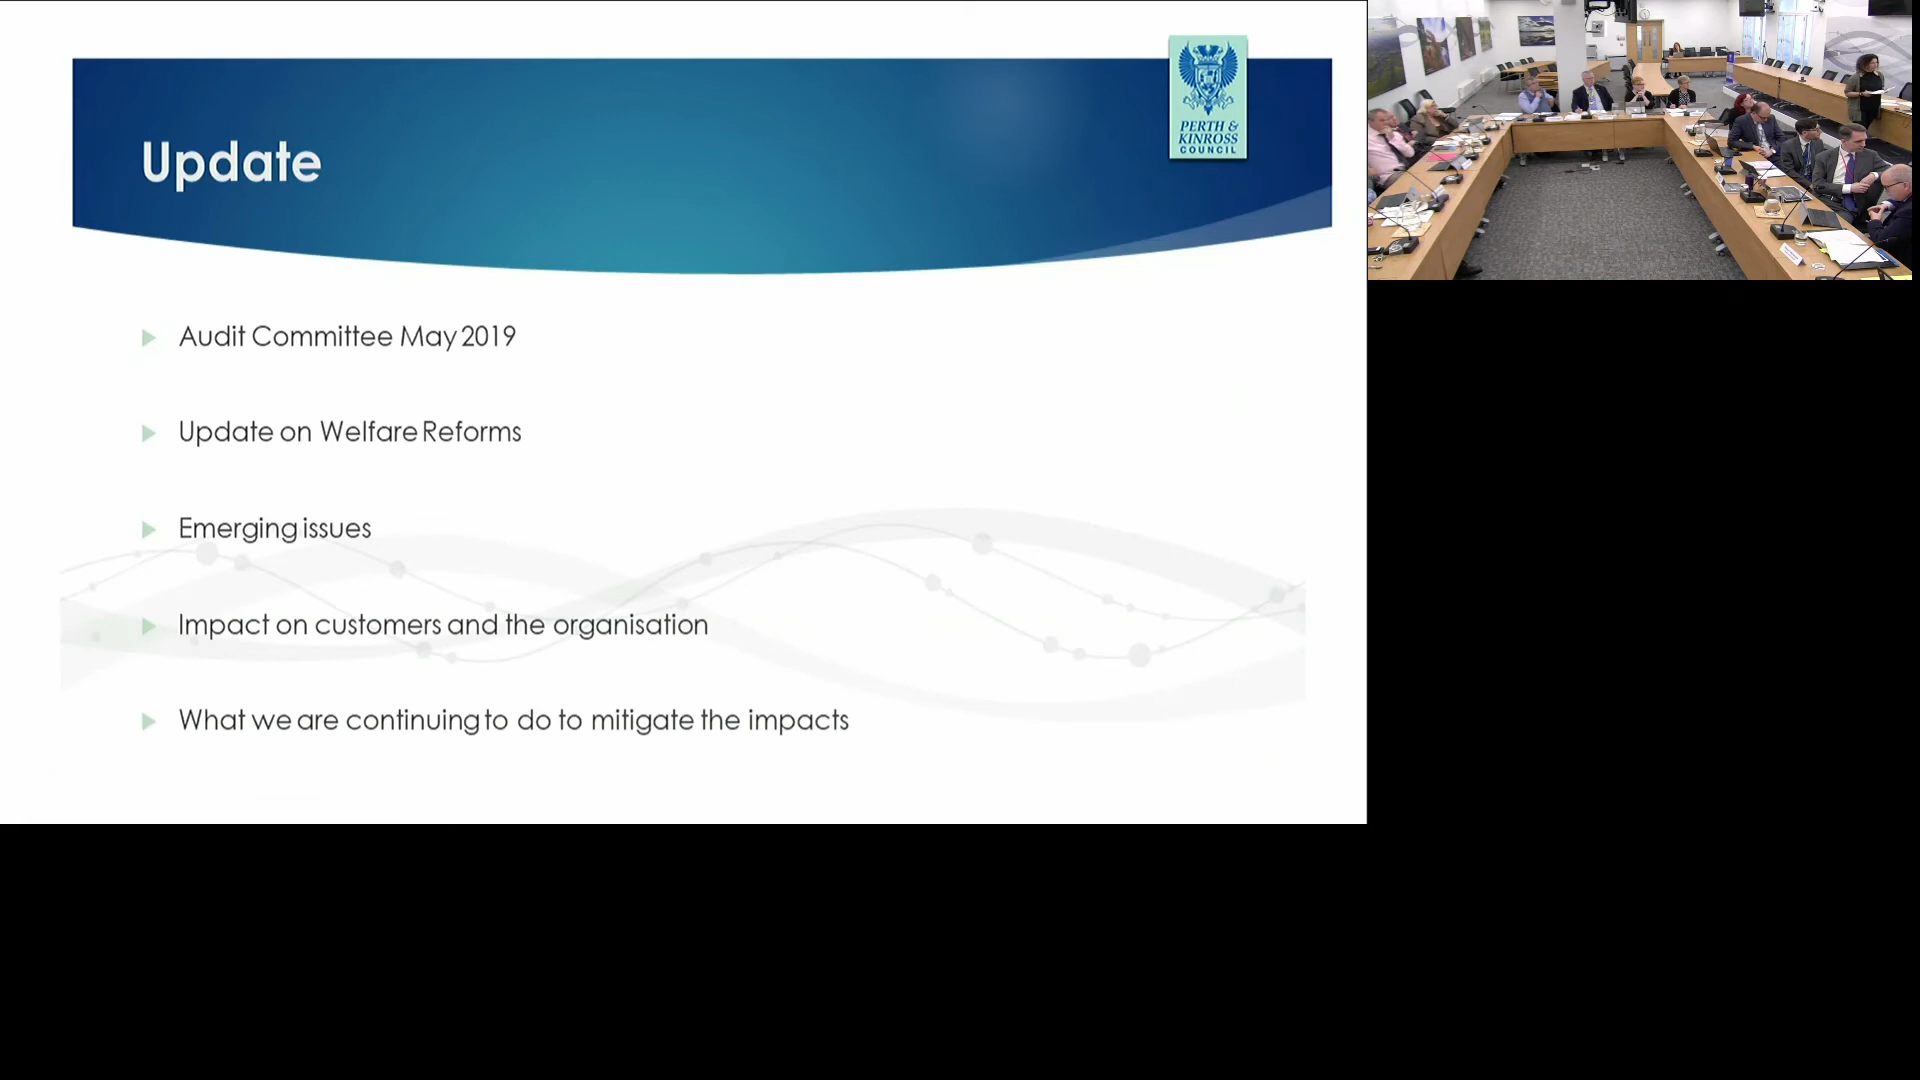 Update
PERTH &
KINROSS
COUNCIL
Audit Committee May 2019
Update on Welfare Reforms
Emerging issues
Impact on customers and the organisation
What we are continuing to do to mitigate the impacts